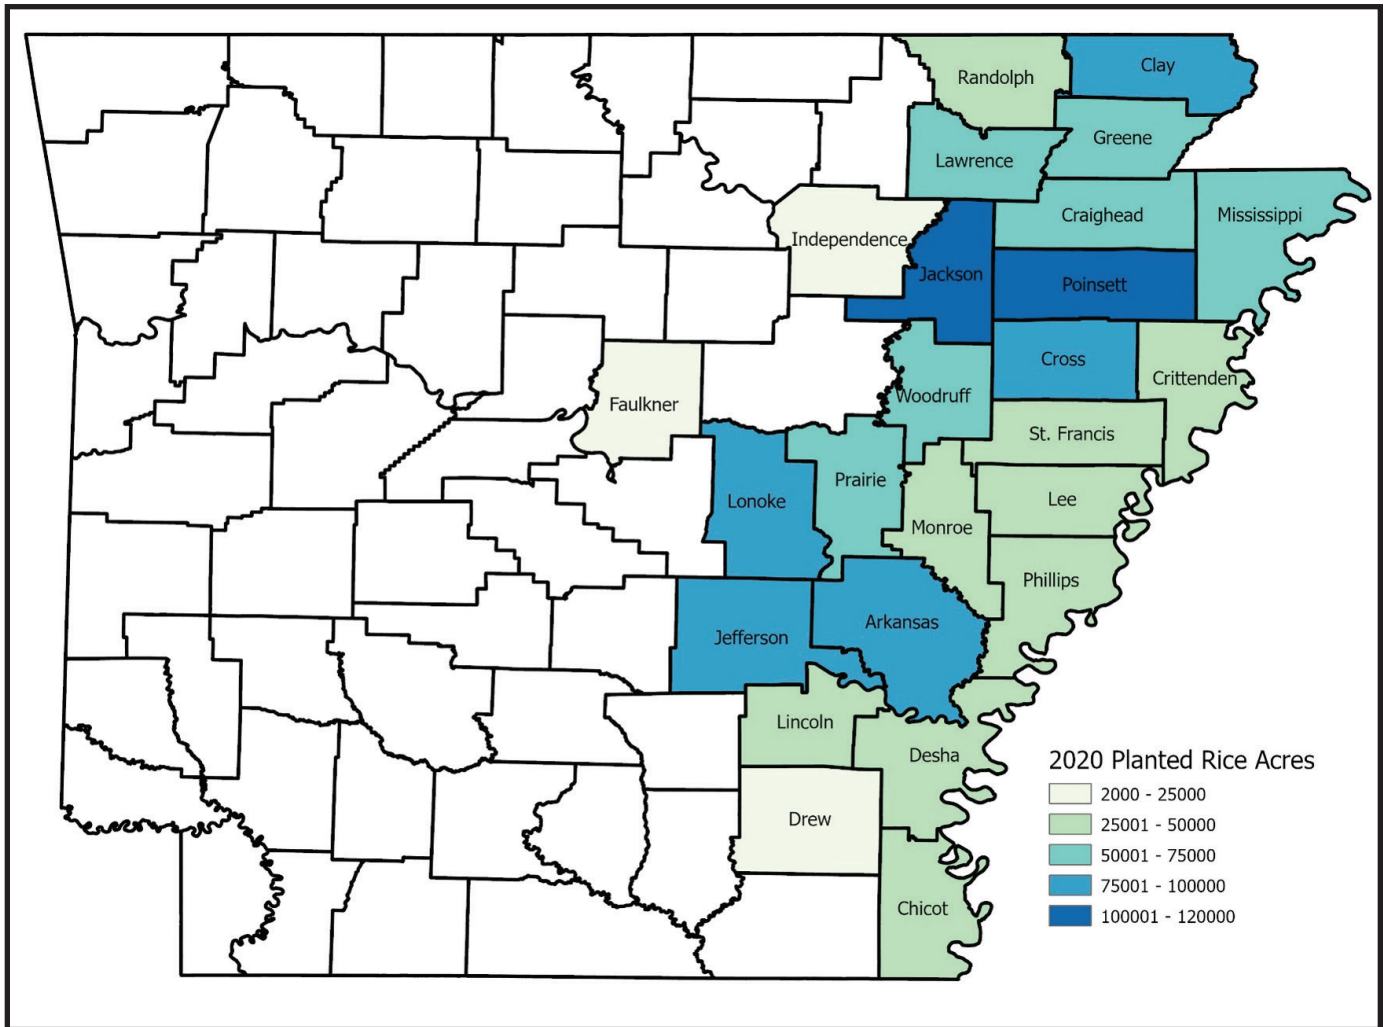 Randolph
Clay
Greene
Lawrence
Craighead
Mississippi
Independence
Jackson
Poinsett
Cross
Crittenden
Woodruff
Faulkner
St. Francis
Prairie
Lonoke
Lee
Monroe
Phillips
Arkansas
Jefferson
Lincoln
Desha
Drew
Chicot
2020 Planted Rice Acres
2000 - 25000
25001 - 50000
50001 - 75000
75001 - 100000
100001 - 120000